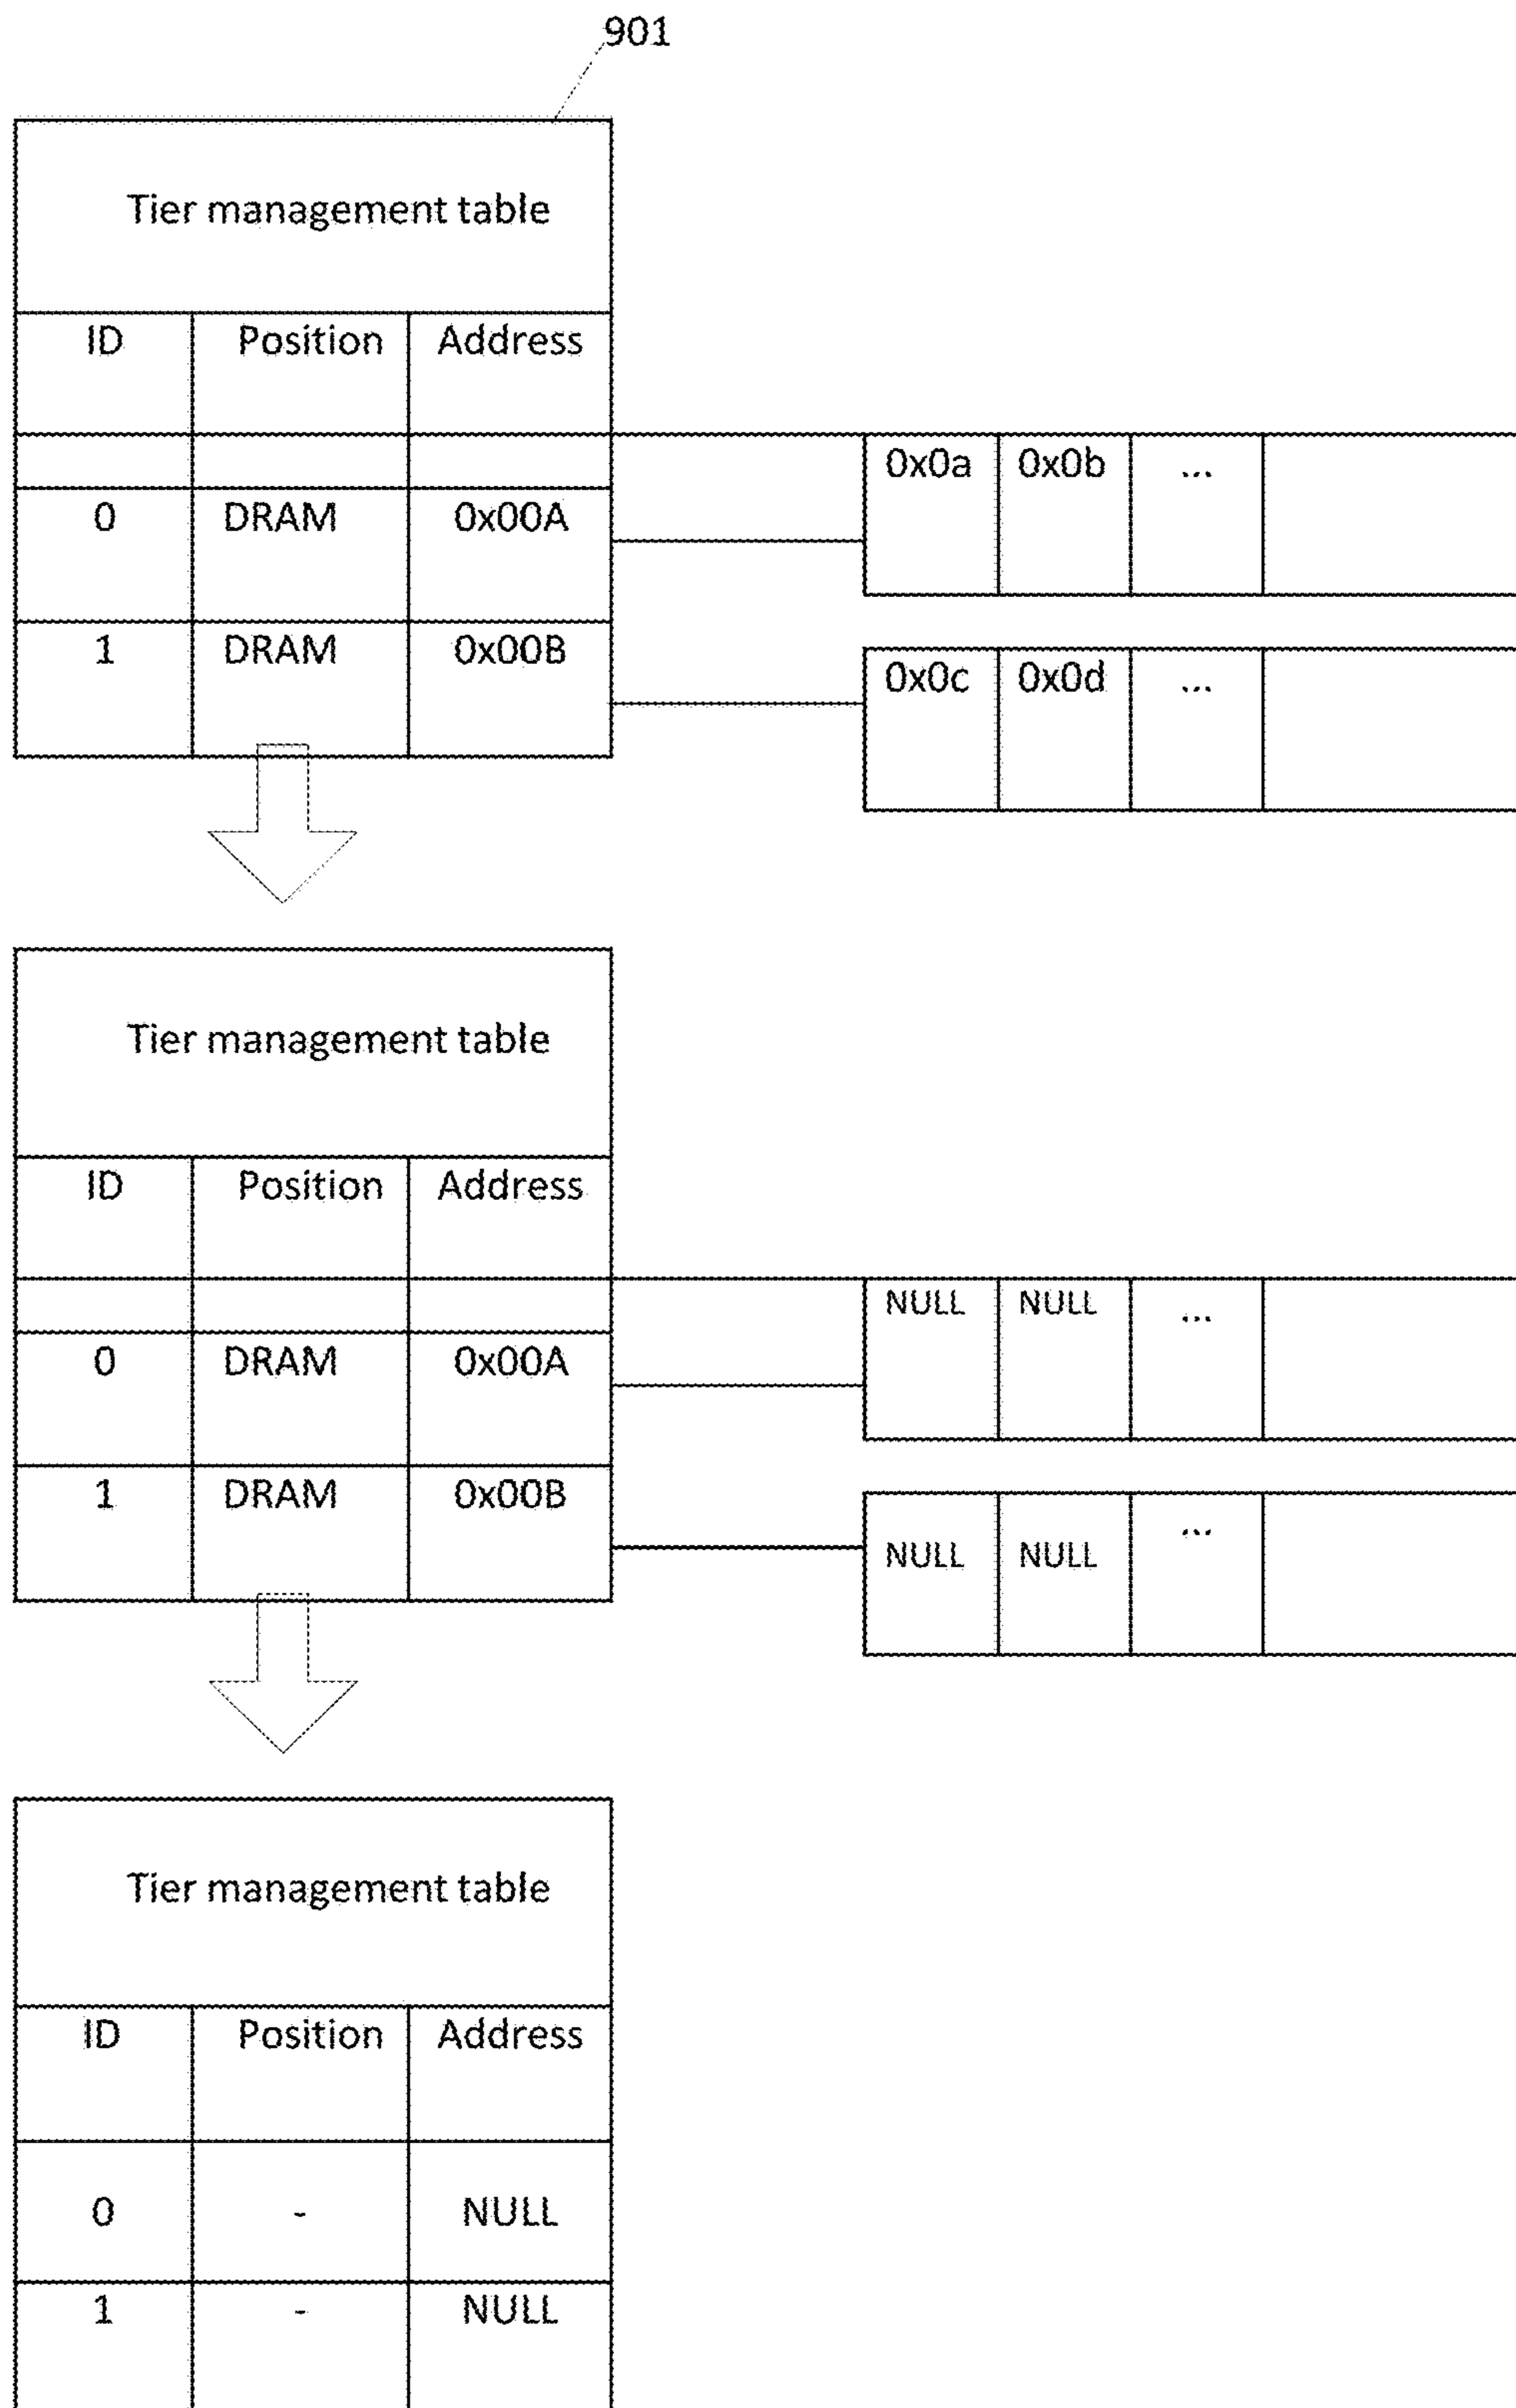 901
Tier management table
ID Position Address
0x0a 0x0b ...
0 DRAM 0x00A
1 DRAM 0x00B
0x0c 0x0d ...
Tier management table
ID Position Address
NULL NULL ...
0 DRAM 0x00A
1 DRAM 0x00B
NULL NULL ...
Tier management table
ID Position Address
0 - NULL
1 - NULL